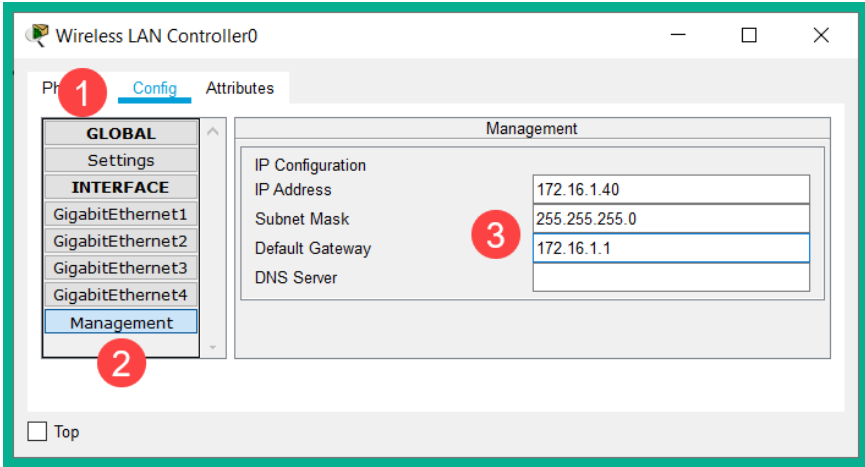 Wireless LAN Controller0
1
Config
Attributes
GLOBAL
Settings
INTERFACE
GigabitEthernet1
GigabitEthernet2
GigabitEthernet3
GigabitEthernet4
Management
2
Management
IP Configuration
IP Address 172.16.1.40
Subnet Mask 255.255.255.0
3
Default Gateway 172.16.1.1
DNS Server
Top